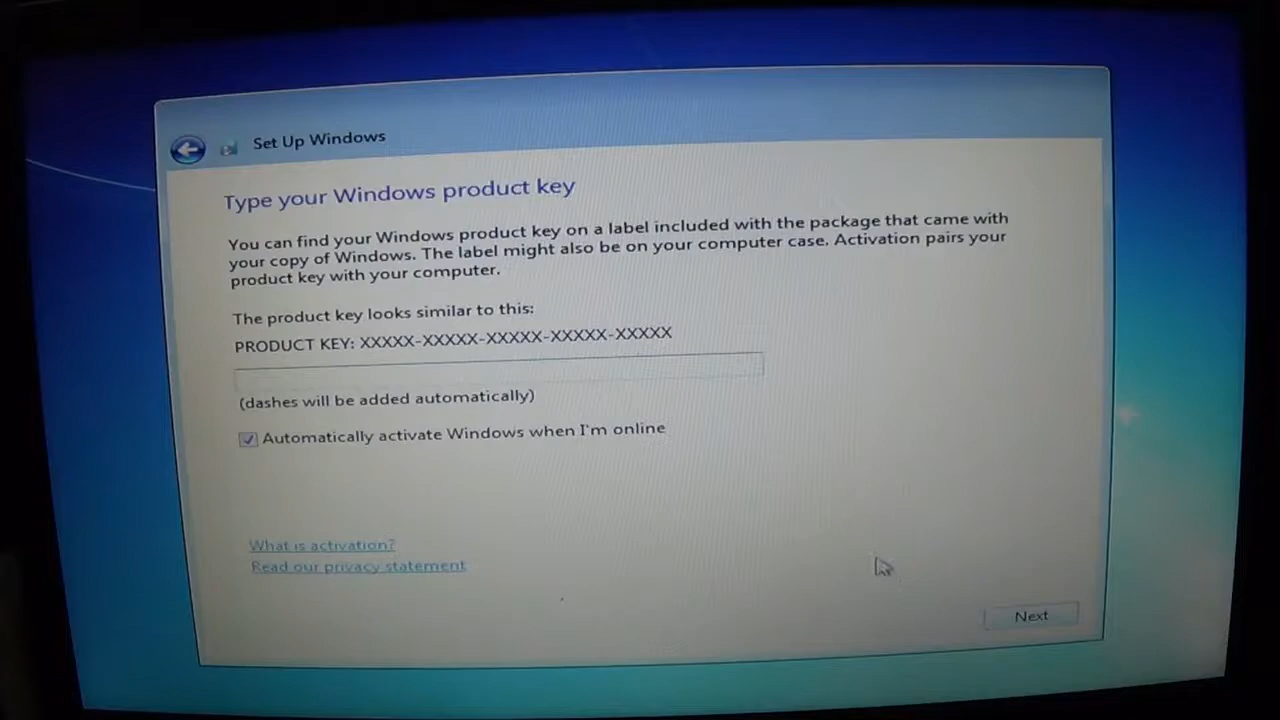 Set Up Windows
Type your Windows product key
You can find your Windows product key on a label included with the package that came with
your copy of Windows. The label might also be on your computer case. Activation pairs your
product key with your computer.
The product key looks similar to this:
PRODUCT KEY: XXXXX-XXXXX-XXXXX-XXXXX-XXXXX
(dashes will be added automatically)
Automatically activate Windows when I'm online
What is activation?
Read our privacy statement
Next